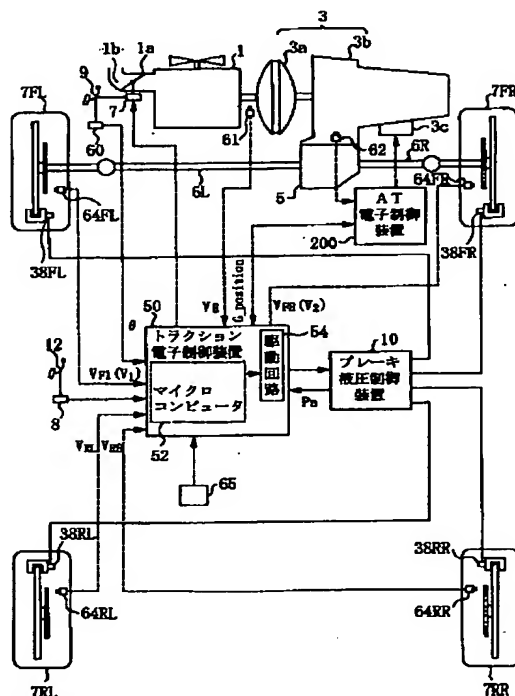 3
1b
1a
1
3a
3b
7FL
9
7
7FR
60
61
62
3c
6R
6L
64FL
5
64FR
AT
電子制御
装置
38FL
200
38FR
θ
VE
G_position
VFR(V2)
50
54
トラクション
電子制御装置
駆動回路
10
ブレーキ
液圧制御
装置
12
VF1(V1)
マイクロ
コンピュータ
Pn
8
VRL
VRR
52
65
38RL
38RR
64RL
64RR
7RL
7RR